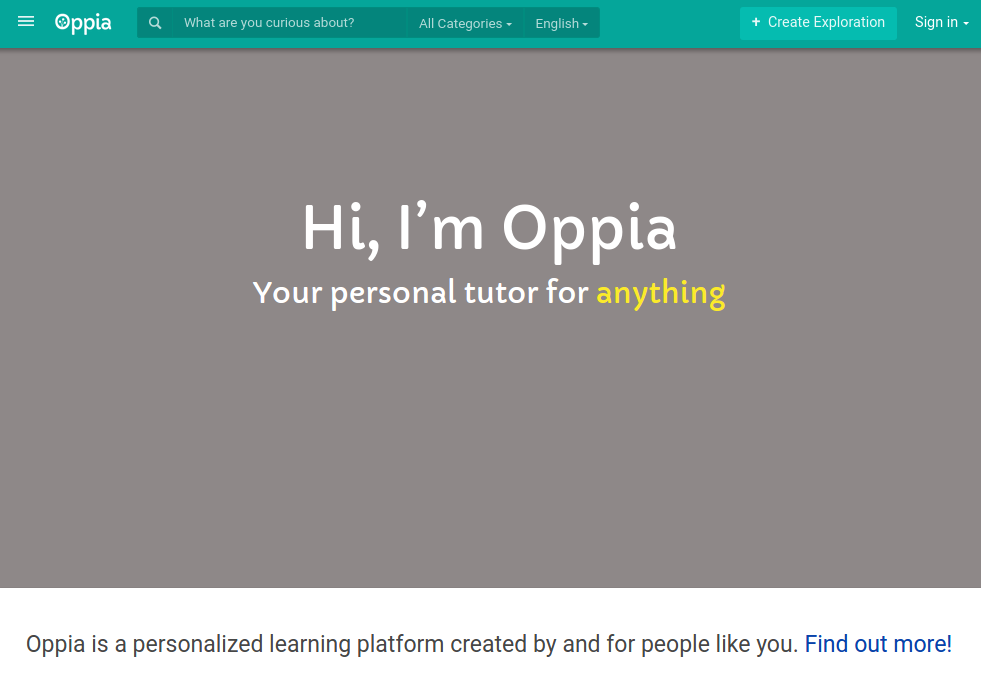 Oppia
What are you curious about?
All Categories
English
+ Create Exploration
Sign in
Hi, I’m Oppia
Your personal tutor for anything
Oppia is a personalized learning platform created by and for people like you. Find out more!